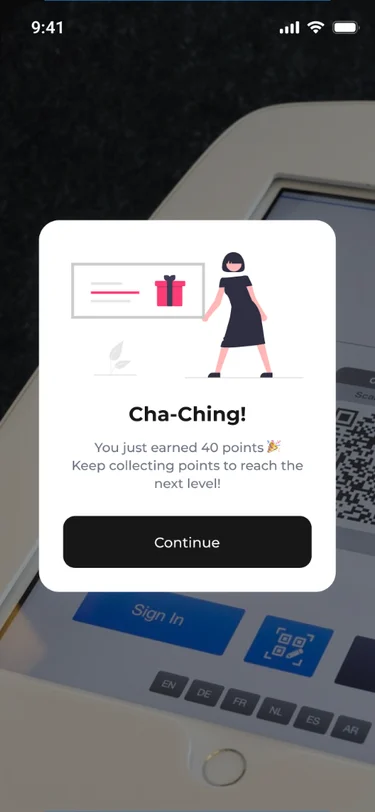 9:41
Cha-Ching!
You just earned 40 points 🎉
Keep collecting points to reach the
next level!
Continue
Sign In
EN
DE
FR
NL
ES
AR